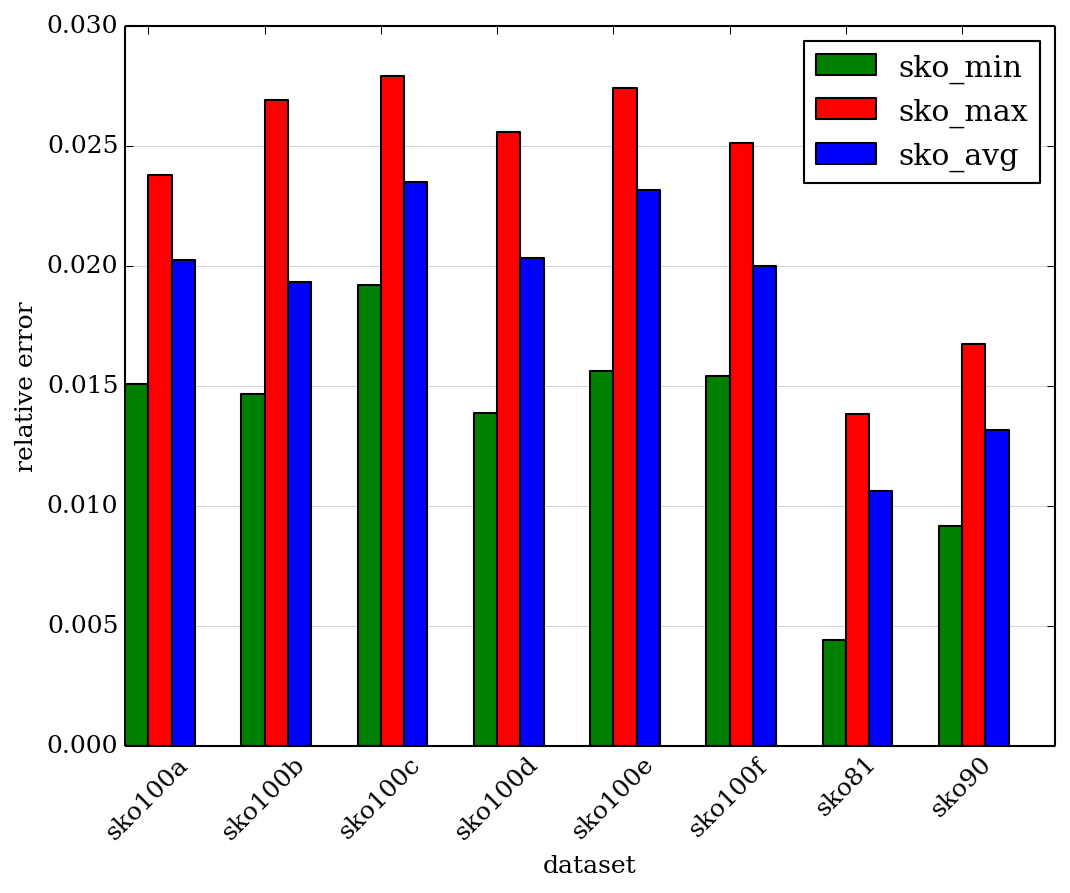 0.030
0.025
0.020
0.015
0.010
0.005
0.000
relative error
sko_min
sko_max
sko_avg
sko100a
sko100b
sko100c
sko100d
sko100e
sko100f
sko81
sko90
dataset